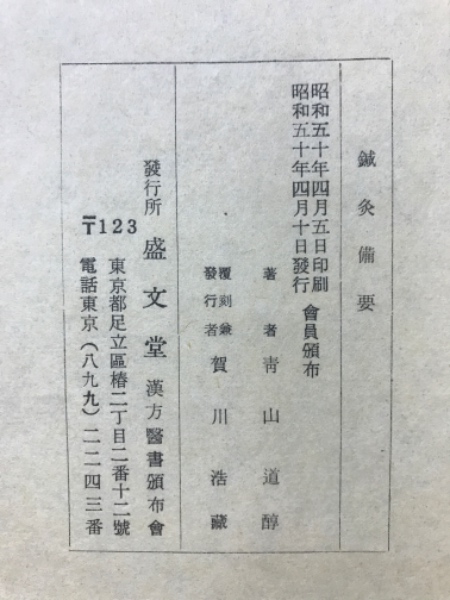 鍼灸備要
昭和五十年四月五日印刷
昭和五十年四月十日發行
會員頒布
著者 靑山道醇
覆刻兼
發行者
賀川浩藏
發行所 盛文堂 漢方醫書頒布會
〒123
東京都足立區椿二丁目二番十二號
電話東京(八九九)二二四三番